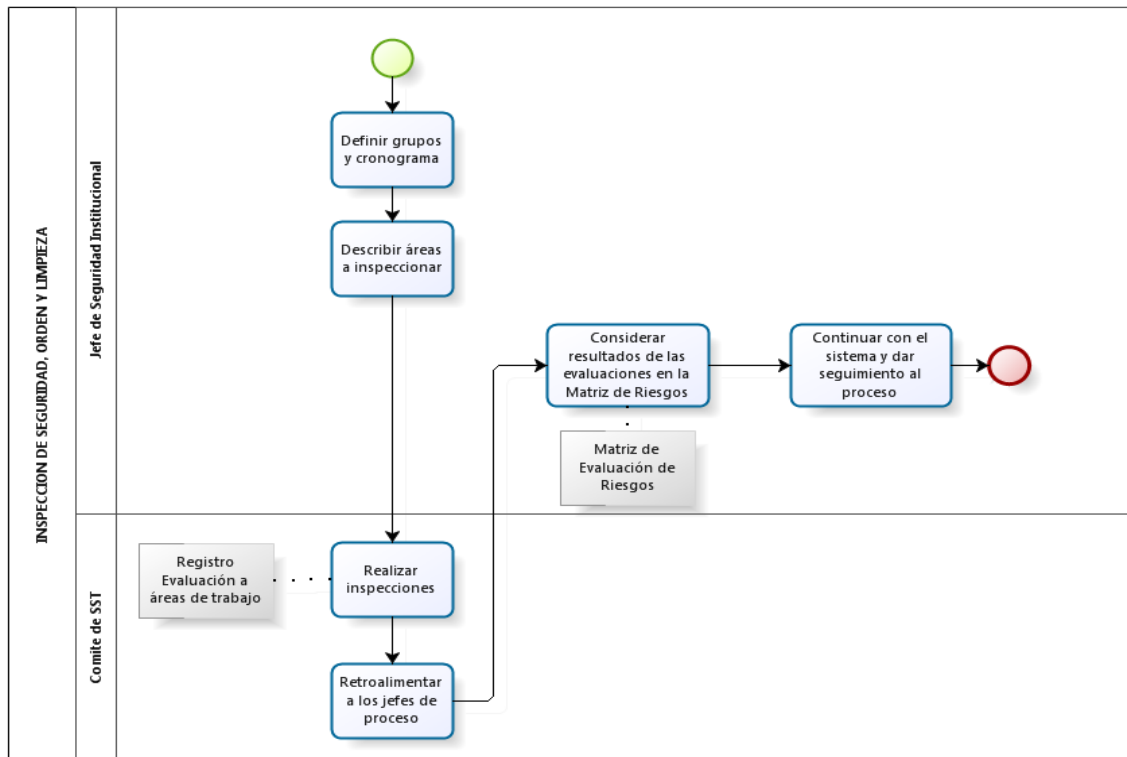 INSPECCION DE SEGURIDAD, ORDEN Y LIMPIEZA
Jefe de Seguridad Institucional
Definir grupos
y cronograma
Describir áreas
a inspeccionar
Considerar
resultados de las
evaluaciones en la
Matriz de Riesgos
Continuar con el
sistema y dar
seguimiento al
proceso
Matriz de
Evaluación de
Riesgos
Comite de SST
Registro
Evaluación a
áreas de trabajo
Realizar
inspecciones
Retroalimentar
a los jefes de
proceso